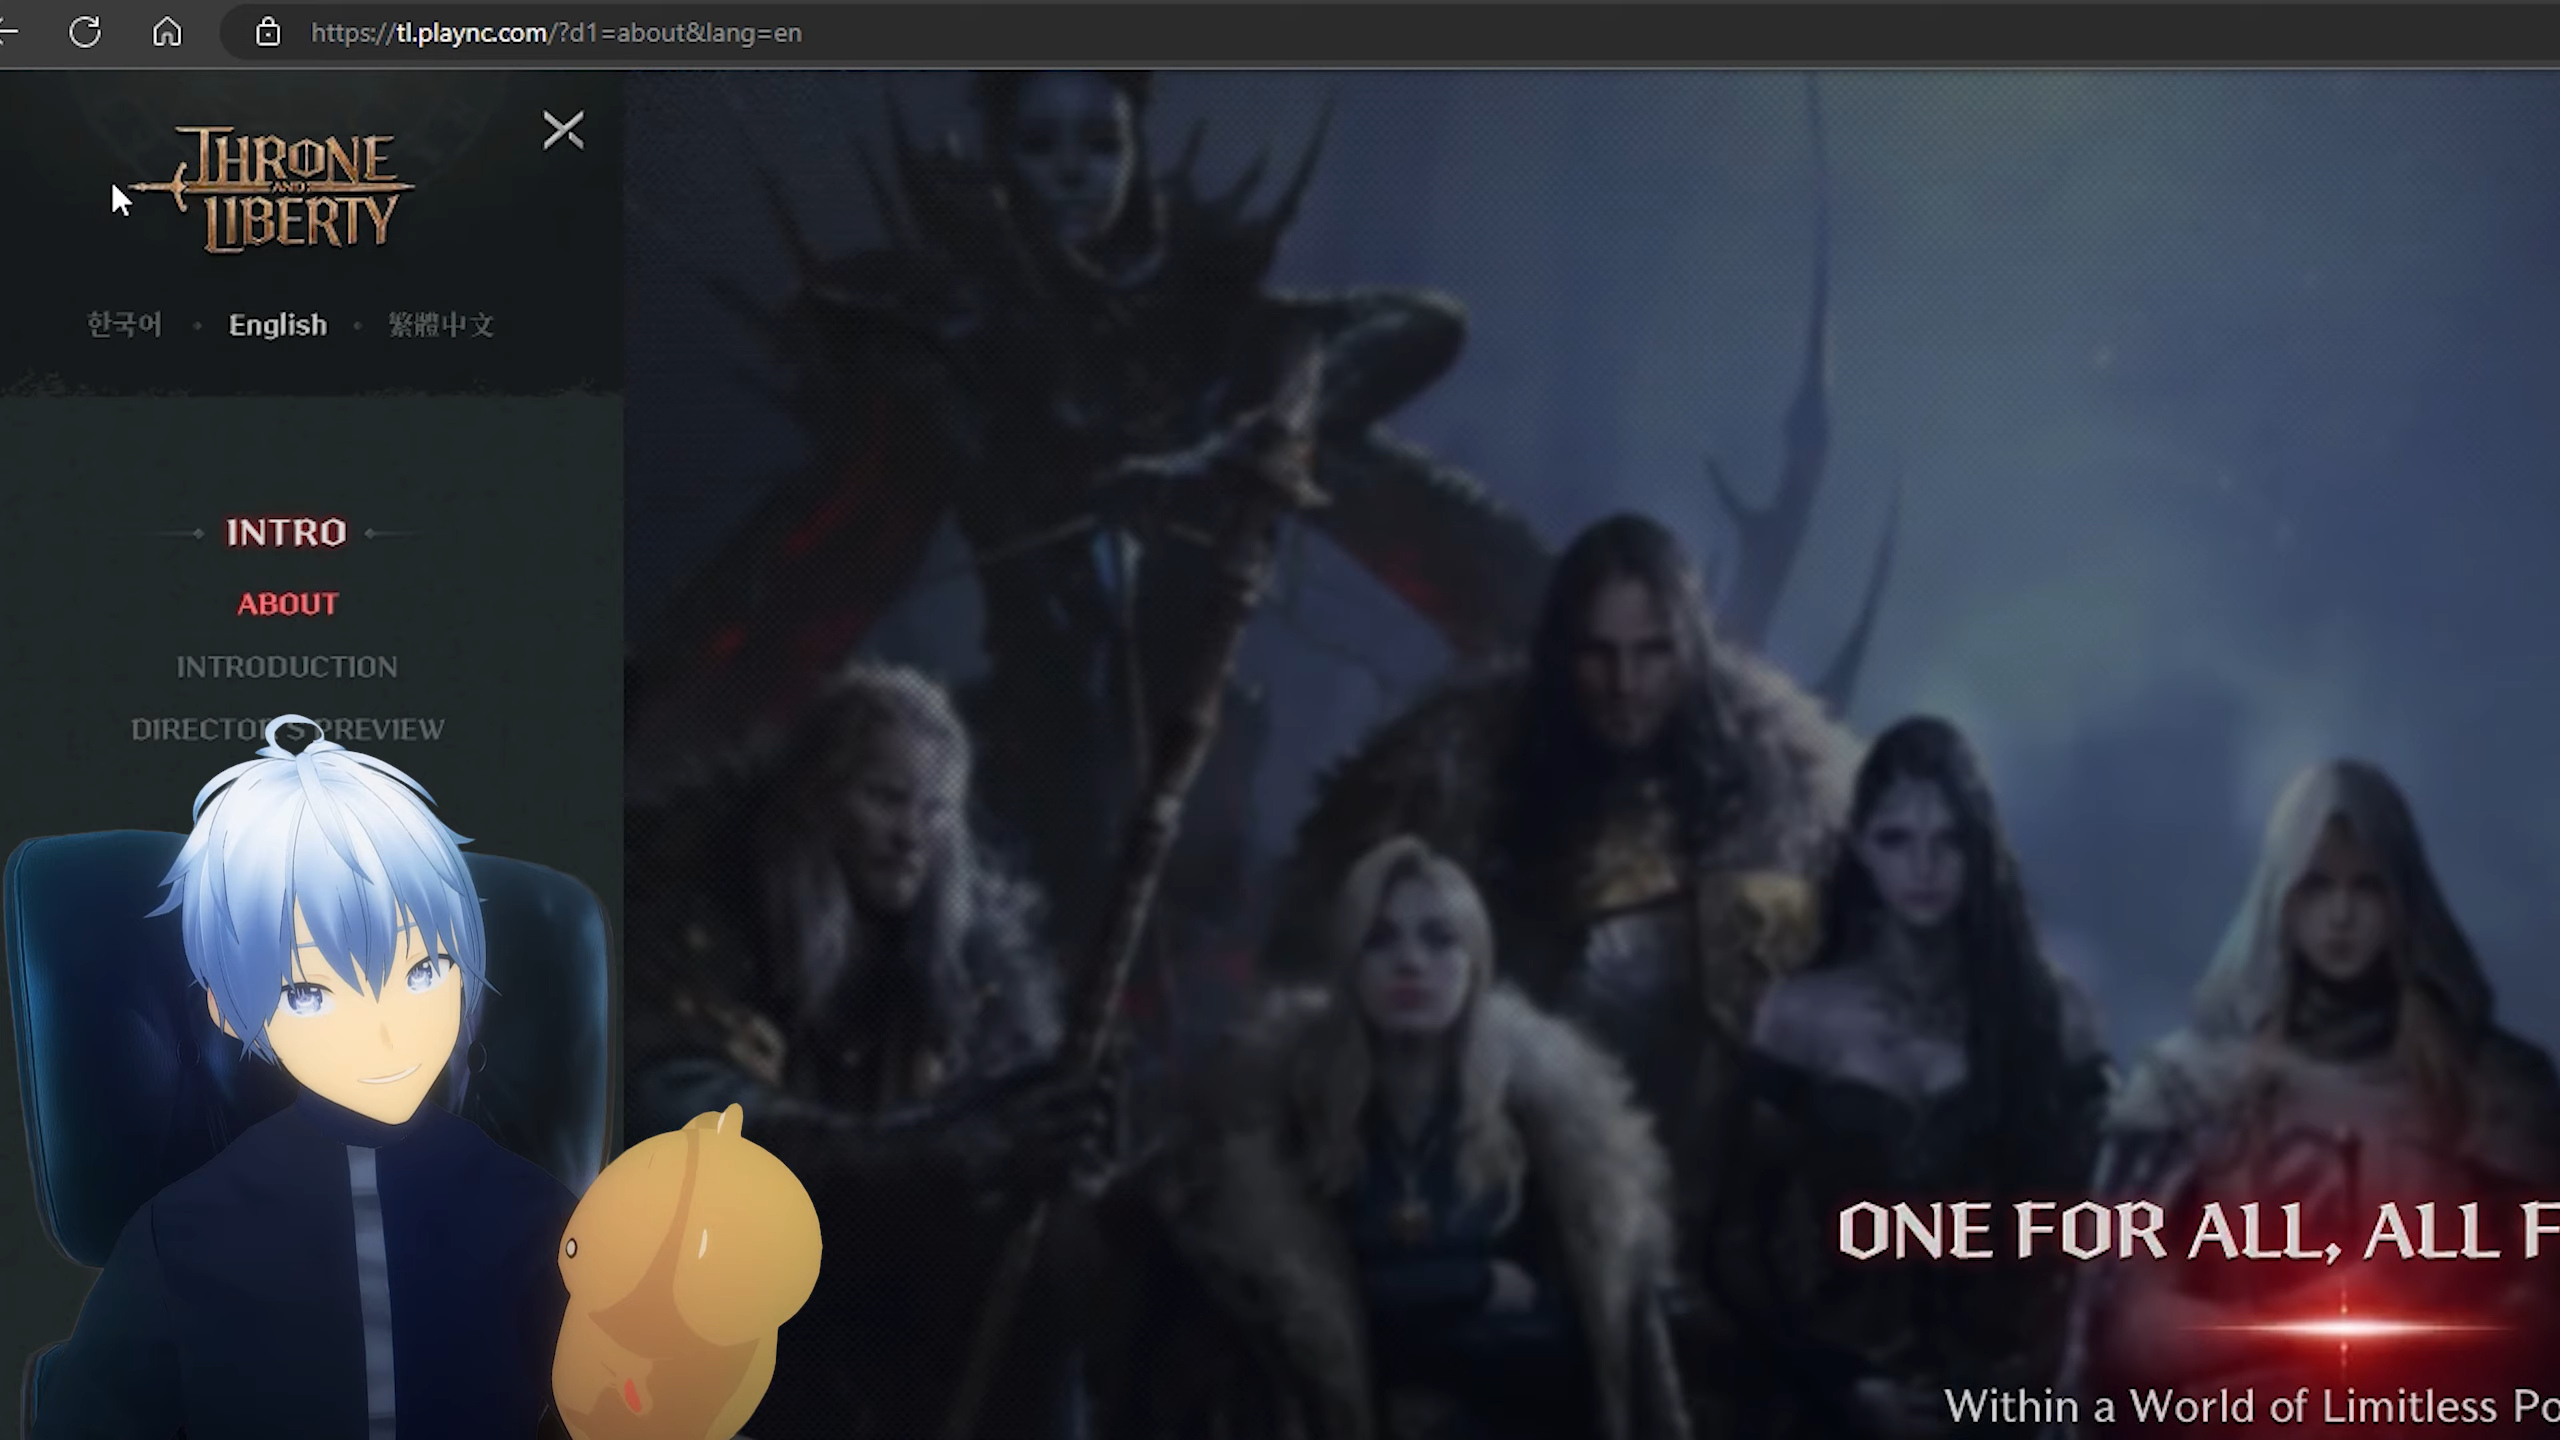 https://tl.plaync.com/?d1=about&lang=en
THRONE
AND
LIBERTY
한국어 • English • 繁體中文
INTRO
ABOUT
INTRODUCTION
DIRECTOR'S PREVIEW
ONE FOR ALL, ALL F
Within a World of Limitless Po